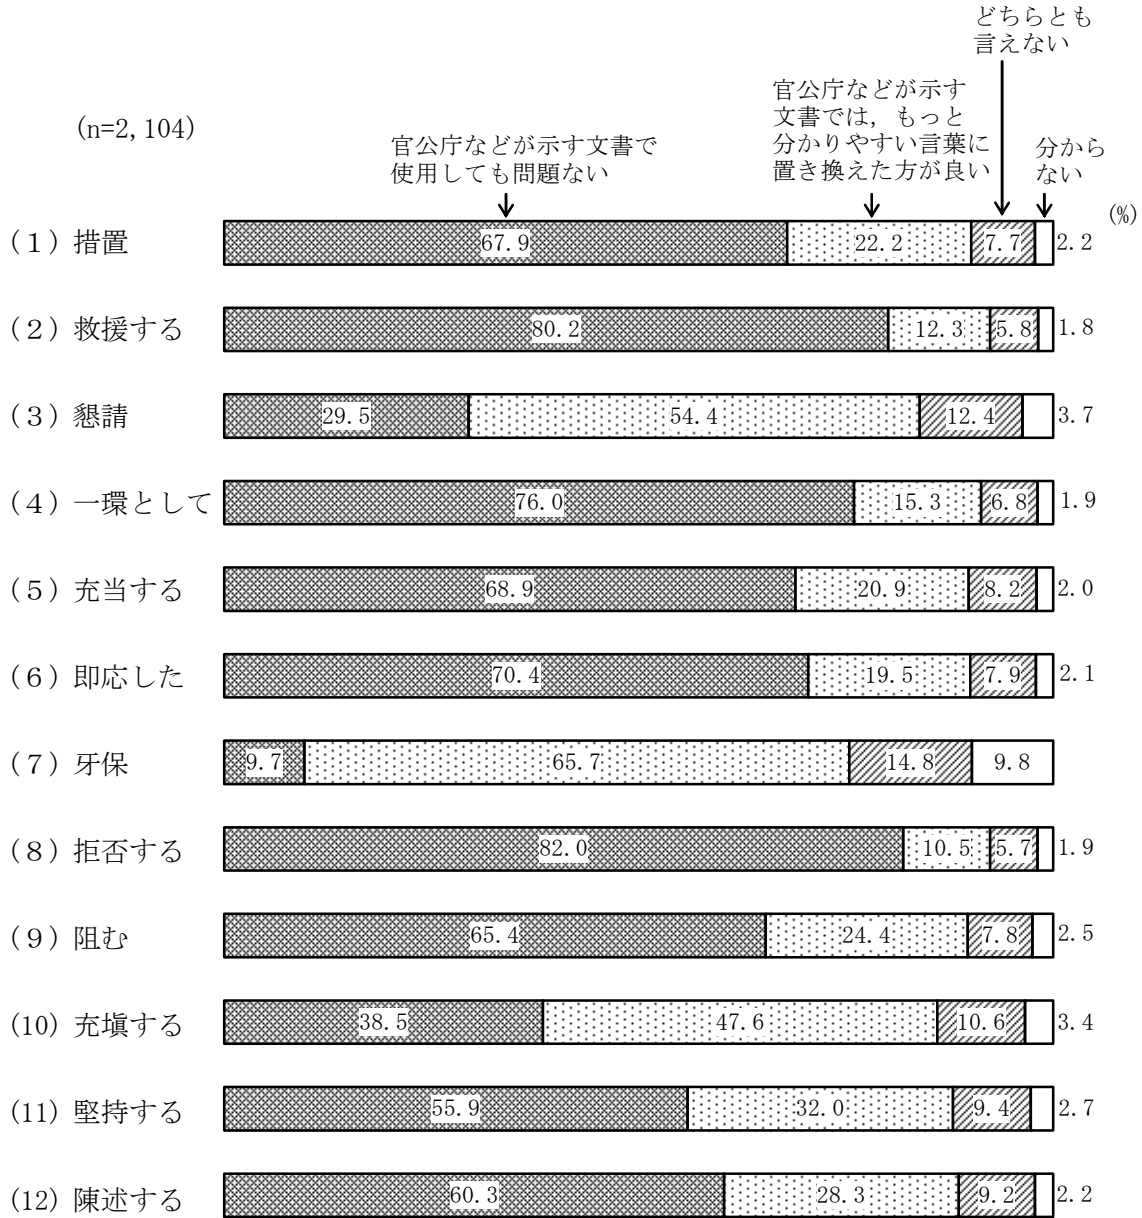 どちらとも
言えない
(n=2,104)
官公庁などが示す文書で
使用しても問題ない
官公庁などが示す
文書では，もっと
分かりやすい言葉に
置き換えた方が良い
分から
ない
(%)
（１）措置 67.9 22.2 7.7 2.2
（２）救援する 80.2 12.3 5.8 1.8
（３）懇請 29.5 54.4 12.4 3.7
（４）一環として 76.0 15.3 6.8 1.9
（５）充当する 68.9 20.9 8.2 2.0
（６）即応した 70.4 19.5 7.9 2.1
（７）牙保 9.7 65.7 14.8 9.8
（８）拒否する 82.0 10.5 5.7 1.9
（９）阻む 65.4 24.4 7.8 2.5
(10) 充塡する 38.5 47.6 10.6 3.4
(11) 堅持する 55.9 32.0 9.4 2.7
(12) 陳述する 60.3 28.3 9.2 2.2